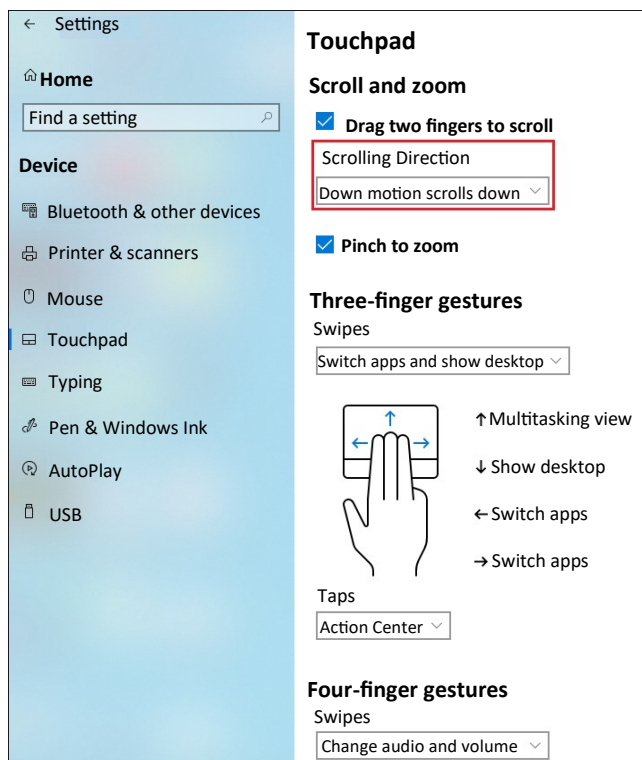 ← Settings
Home
Find a setting
Device
Bluetooth & other devices
Printer & scanners
Mouse
Touchpad
Typing
Pen & Windows Ink
AutoPlay
USB
Touchpad
Scroll and zoom
Drag two fingers to scroll
Scrolling Direction
Down motion scrolls down
Pinch to zoom
Three-finger gestures
Swipes
Switch apps and show desktop
↑ Multitasking view
↓ Show desktop
← Switch apps
→ Switch apps
Taps
Action Center
Four-finger gestures
Swipes
Change audio and volume